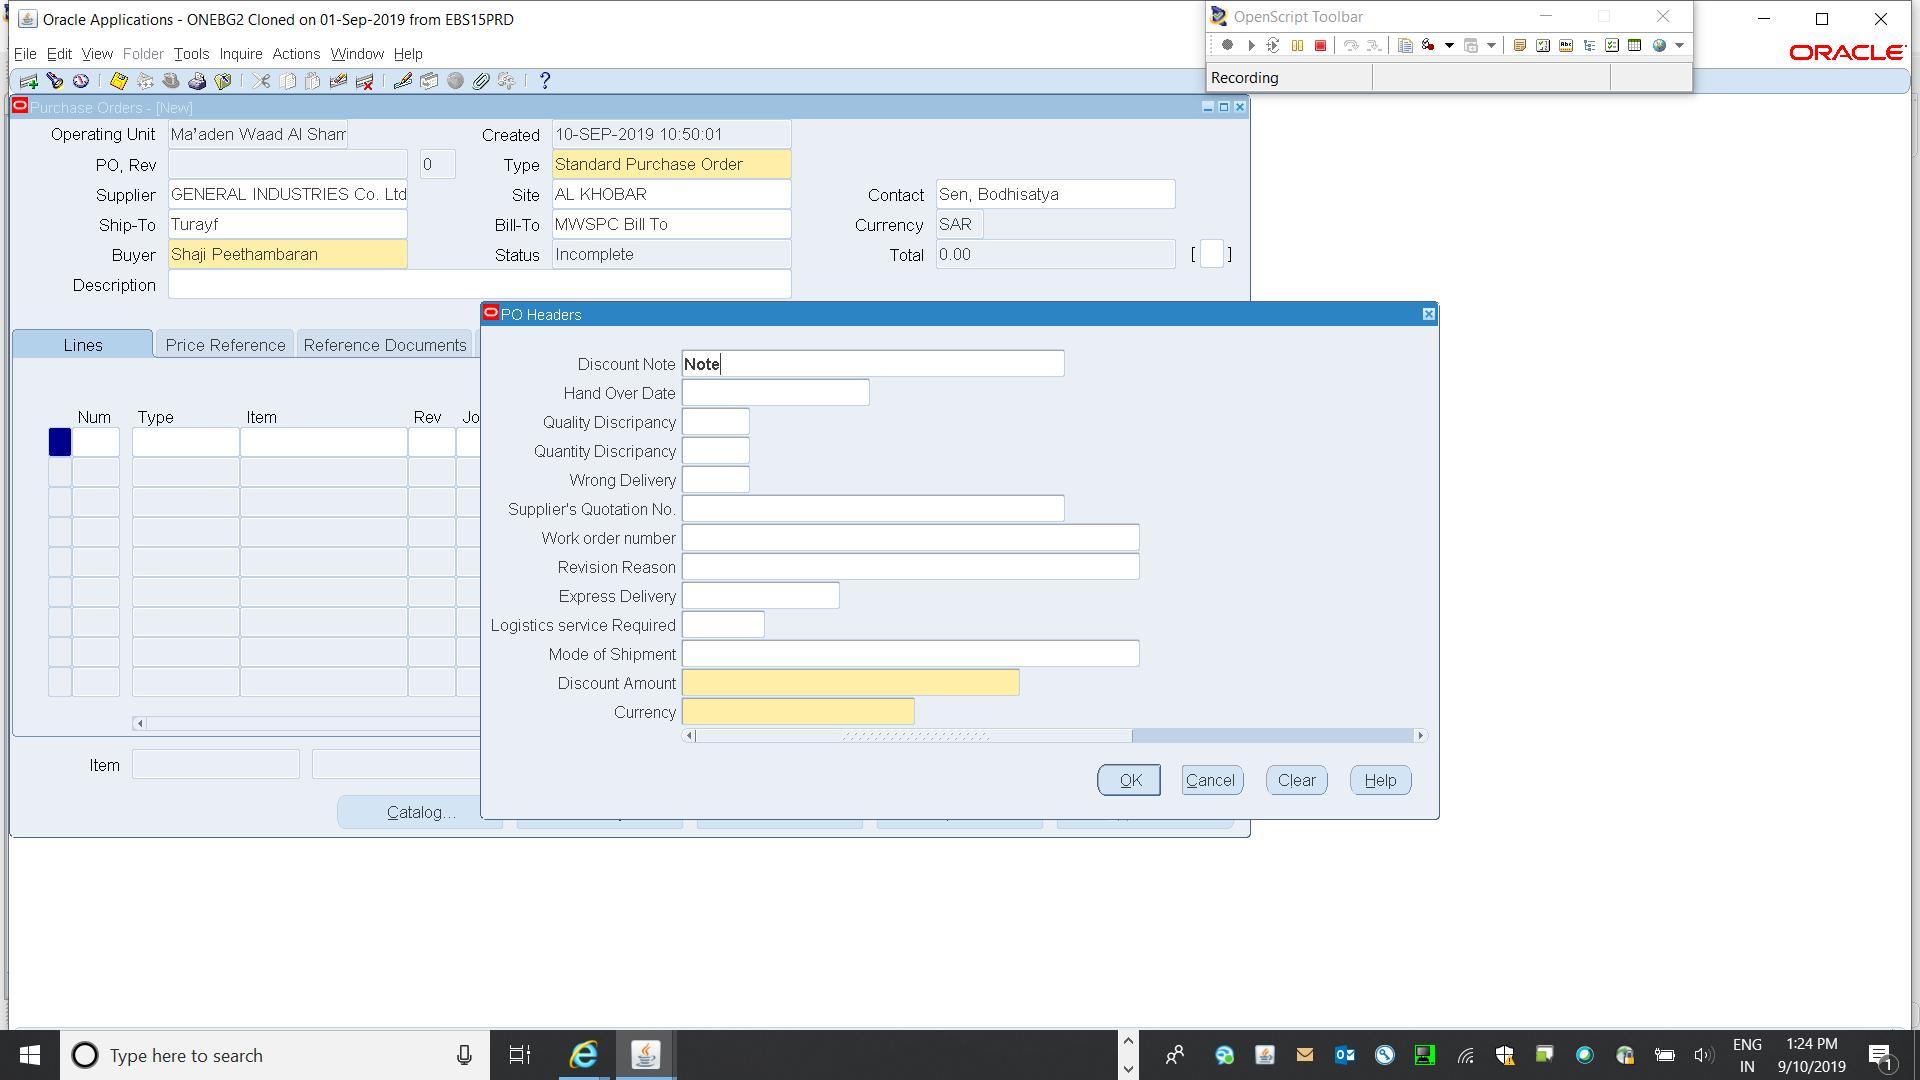 Oracle Applications - ONEBG2 Cloned on 01-Sep-2019 from EBS15PRD
OpenScript Toolbar
File Edit View Folder Tools Inquire Actions Window Help
ORACLE
Recording
Purchase Orders - [New]
Operating Unit Ma'aden Waad Al Sham Created 10-SEP-2019 10:50:01
PO, Rev 0 Type Standard Purchase Order
Supplier GENERAL INDUSTRIES Co. Ltd Site AL KHOBAR Contact Sen, Bodhisatya
Ship-To Turayf Bill-To MWSPC Bill To Currency SAR
Buyer Shaji Peethambaran Status Incomplete Total 0.00 [ ]
Description
PO Headers
Lines Price Reference Reference Documents
Discount Note Note
Hand Over Date
Num Type Item Rev Jo
Quality Discripancy
Quantity Discripancy
Wrong Delivery
Supplier's Quotation No.
Work order number
Revision Reason
Express Delivery
Logistics service Required
Mode of Shipment
Discount Amount
Currency
Item
OK Cancel Clear Help
Catalog...
Type here to search
ENG
IN
1:24 PM
9/10/2019
1